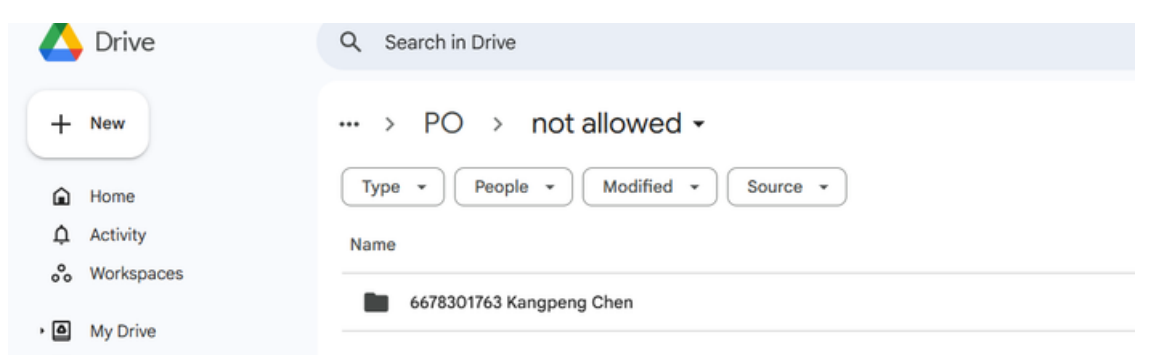 Drive
Search in Drive
New
... > PO > not allowed
Type People Modified Source
Home
Activity
Name
Workspaces
6678301763 Kangpeng Chen
My Drive